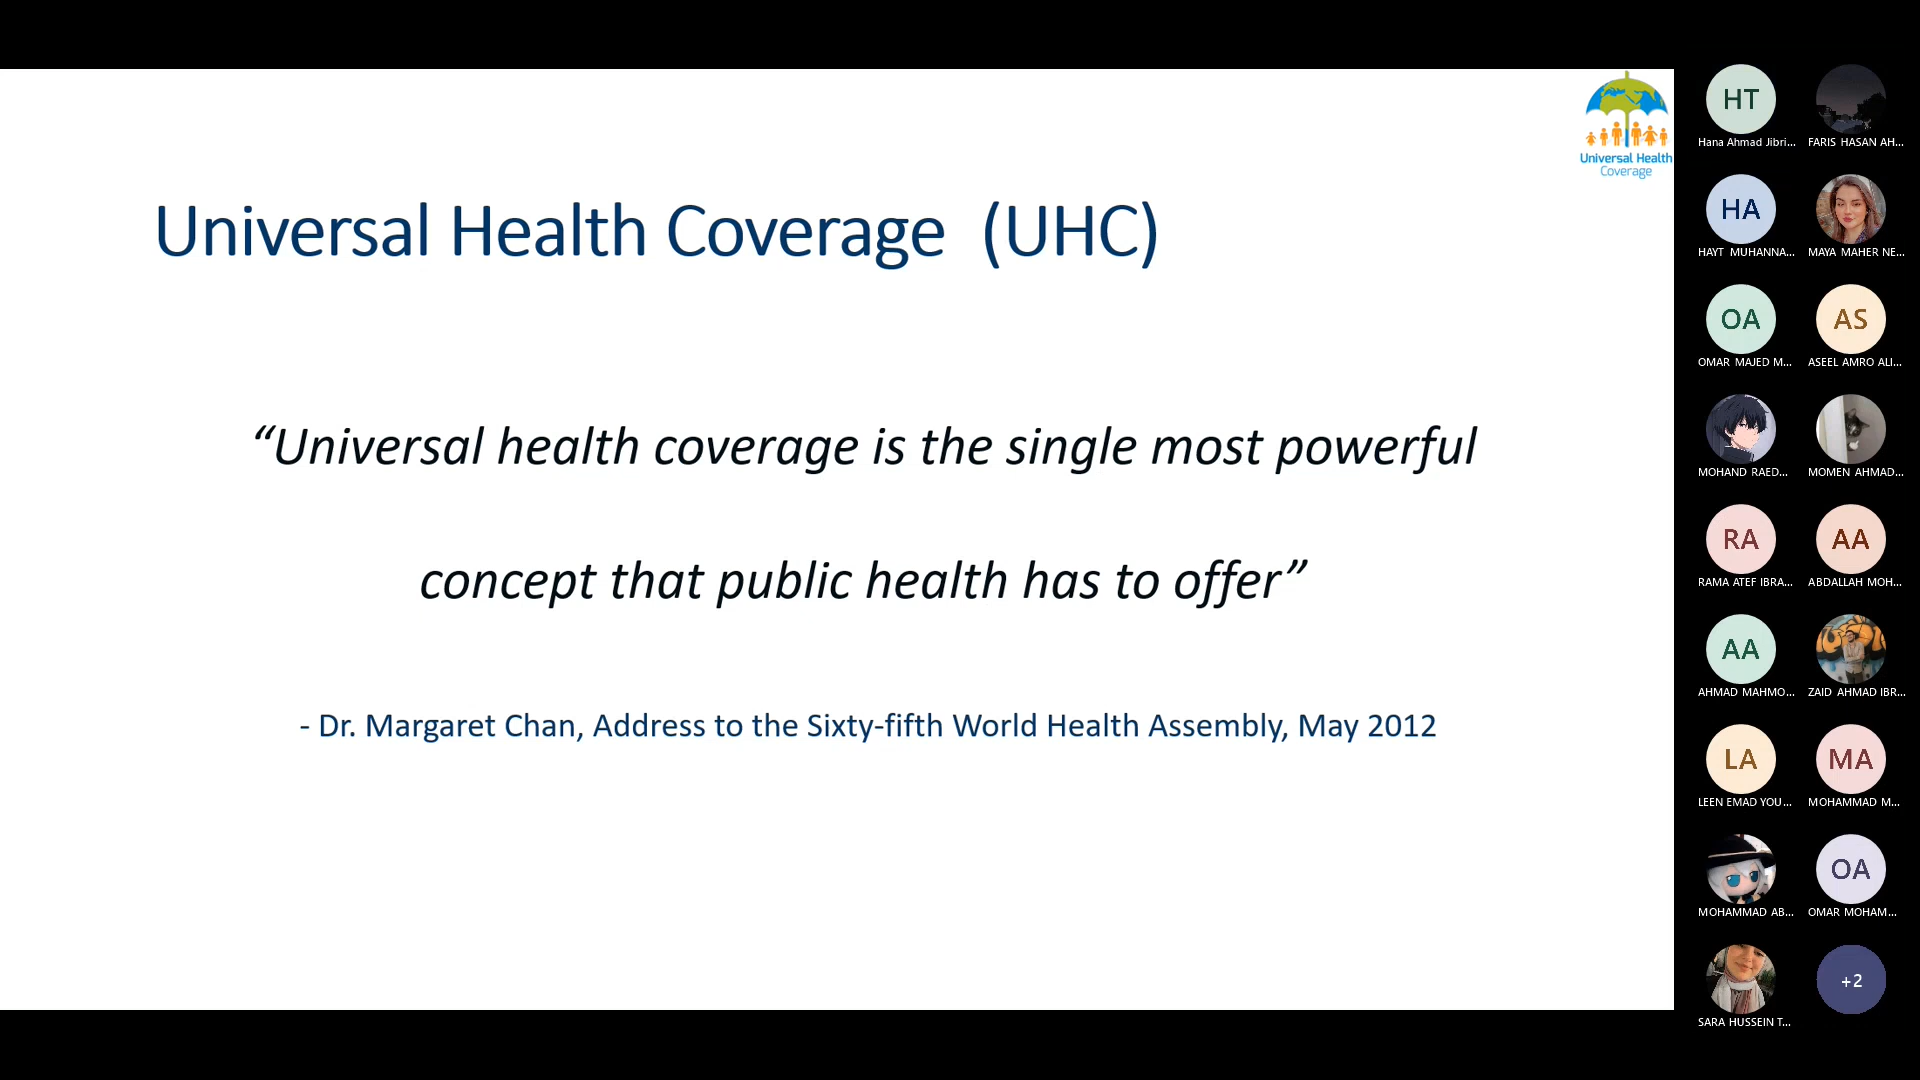 Universal Health
Coverage
Universal Health Coverage (UHC)
“Universal health coverage is the single most powerful
concept that public health has to offer”
- Dr. Margaret Chan, Address to the Sixty-fifth World Health Assembly, May 2012
HT
Hana Ahmad Jibri...
FARIS HASAN AH...
HA
HAYT MUHANNA...
MAYA MAHER NE...
OA
OMAR MAJED M...
AS
ASEEL AMRO ALI...
MOHAND RAED...
MOMEN AHMAD...
RA
RAMA ATEF IBRA...
AA
ABDALLAH MOH...
AA
AHMAD MAHMO...
ZAID AHMAD IBR...
LA
LEEN EMAD YOU...
MA
MOHAMMAD M...
MOHAMMAD AB...
OA
OMAR MOHAM...
SARA HUSSEIN T...
+2